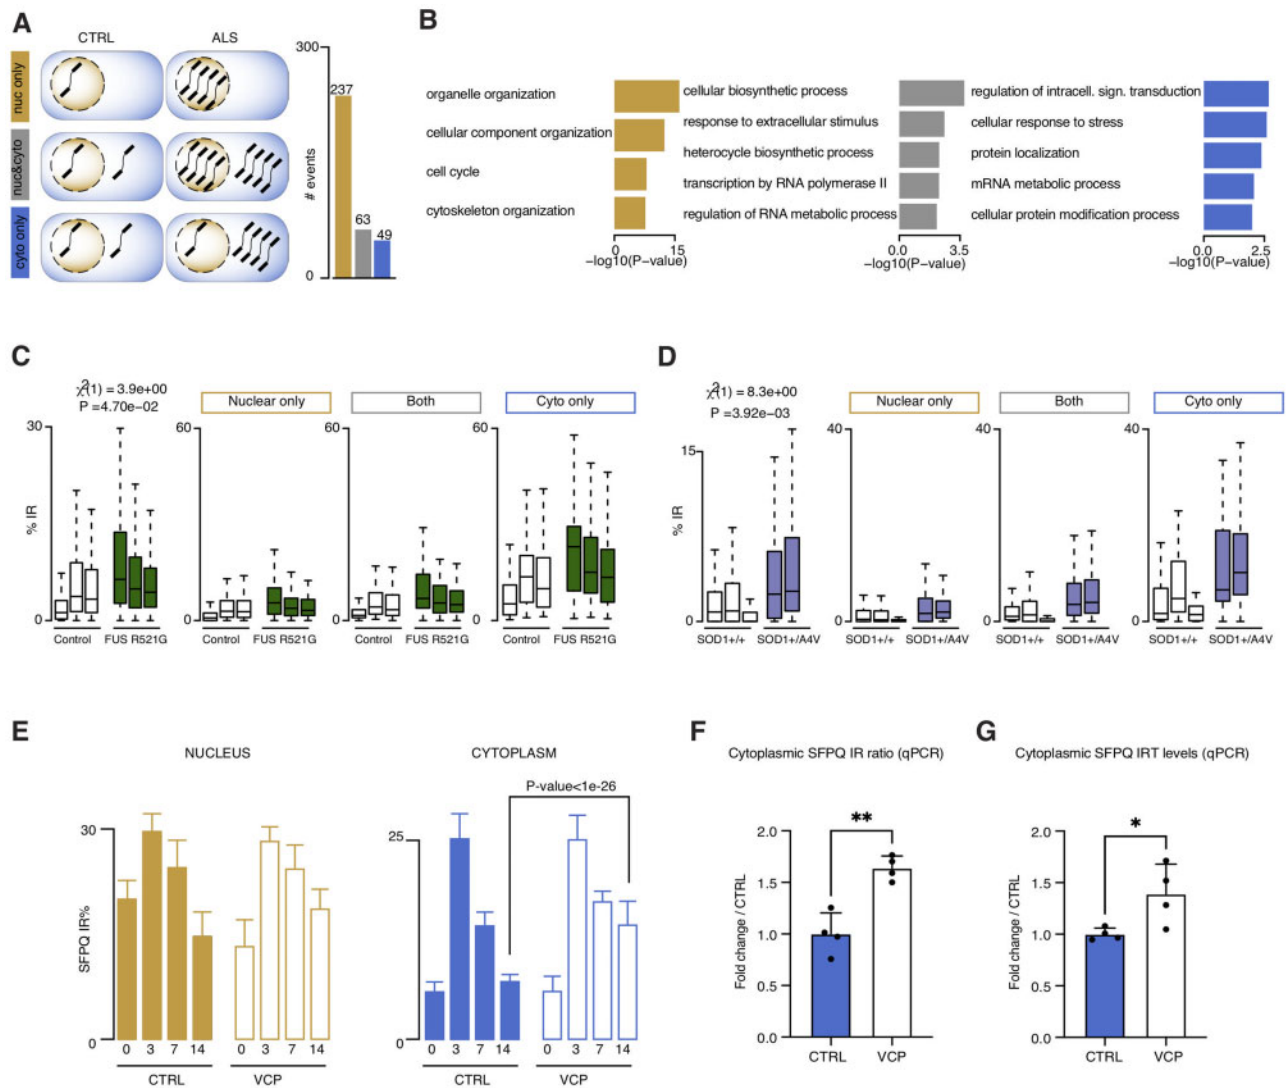 A
CTRL
ALS
nuc only
nuc&cyto
cyto only
# events
300
237
63
49
0
B
organelle organization
cellular component organization
cell cycle
cytoskeleton organization
0
15
−log10(P−value)
cellular biosynthetic process
response to extracellular stimulus
heterocycle biosynthetic process
transcription by RNA polymerase II
regulation of RNA metabolic process
0.0
3.5
−log10(P−value)
regulation of intracell. sign. transduction
cellular response to stress
protein localization
mRNA metabolic process
cellular protein modification process
0.0
2.5
−log10(P−value)
C
χ2(1) = 3.9e+00
P =4.70e−02
% IR
30
0
Control
FUS R521G
Nuclear only
60
0
Control
FUS R521G
Both
60
0
Control
FUS R521G
Cyto only
60
0
Control
FUS R521G
D
χ2(1) = 8.3e+00
P =3.92e−03
% IR
15
0
SOD1+/+
SOD1+/A4V
Nuclear only
40
0
SOD1+/+
SOD1+/A4V
Both
40
0
SOD1+/+
SOD1+/A4V
Cyto only
40
0
SOD1+/+
SOD1+/A4V
E
NUCLEUS
SFPQ IR%
30
0
0 3 7 14
0 3 7 14
CTRL
VCP
CYTOPLASM
P-value<1e-26
25
0
0 3 7 14
0 3 7 14
CTRL
VCP
F
Cytoplasmic SFPQ IR ratio (qPCR)
**
Fold change / CTRL
2.0
1.5
1.0
0.5
0.0
CTRL
VCP
G
Cytoplasmic SFPQ IRT levels (qPCR)
*
Fold change / CTRL
2.0
1.5
1.0
0.5
0.0
CTRL
VCP